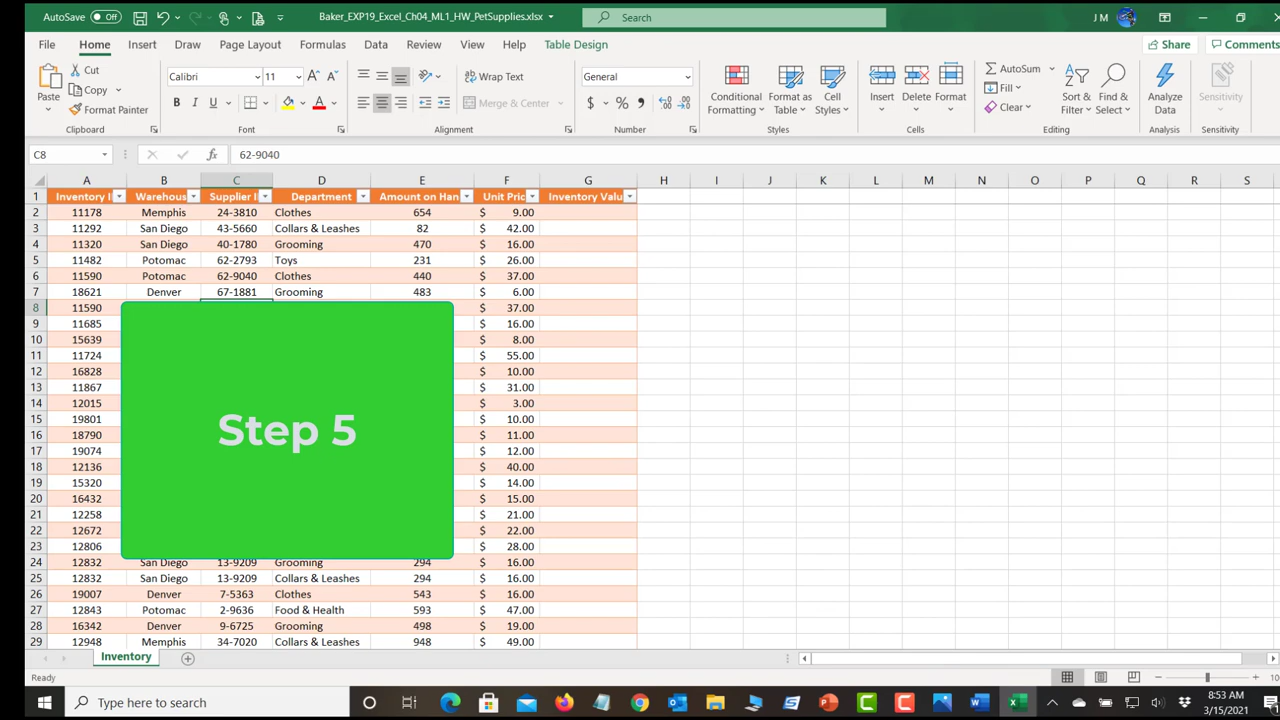 AutoSave Off Baker_EXP19_Excel_Ch04_ML1_HW_PetSupplies.xlsx Search J M
File Home Insert Draw Page Layout Formulas Data Review View Help Table Design Share Comments
Paste Cut Copy Format Painter Calibri 11 Wrap Text Merge & Center General Conditional Formatting Format as Table Cell Styles Insert Delete Format AutoSum Fill Clear Sort & Filter Find & Select Analyze Data Sensitivity
Clipboard Font Alignment Number Styles Cells Editing Analysis Sensitivity
C8 fx 62-9040
A B C D E F G H I J K L M N O P Q R S
1 Inventory I Warehous Supplier I Department Amount on Han Unit Pric Inventory Valu
2 11178 Memphis 24-3810 Clothes 654 $ 9.00
3 11292 San Diego 43-5660 Collars & Leashes 82 $ 42.00
4 11320 San Diego 40-1780 Grooming 470 $ 16.00
5 11482 Potomac 62-2793 Toys 231 $ 26.00
6 11590 Potomac 62-9040 Clothes 440 $ 37.00
7 18621 Denver 67-1881 Grooming 483 $ 6.00
8 11590 $ 37.00
9 11685 $ 16.00
10 15639 $ 8.00
11 11724 $ 55.00
12 16828 $ 10.00
13 11867 $ 31.00
14 12015 $ 3.00
15 19801 $ 10.00
Step 5
16 18790 $ 11.00
17 19074 $ 12.00
18 12136 $ 40.00
19 15320 $ 14.00
20 16432 $ 15.00
21 12258 $ 21.00
22 12672 $ 22.00
23 12806 $ 28.00
24 12832 San Diego 13-9209 Grooming 294 $ 16.00
25 12832 San Diego 13-9209 Collars & Leashes 294 $ 16.00
26 19007 Denver 7-5363 Clothes 543 $ 16.00
27 12843 Potomac 2-9636 Food & Health 593 $ 47.00
28 16342 Denver 9-6725 Grooming 498 $ 19.00
29 12948 Memphis 34-7020 Collars & Leashes 948 $ 49.00
Inventory
Ready 10
Type here to search 8:53 AM
3/15/2021